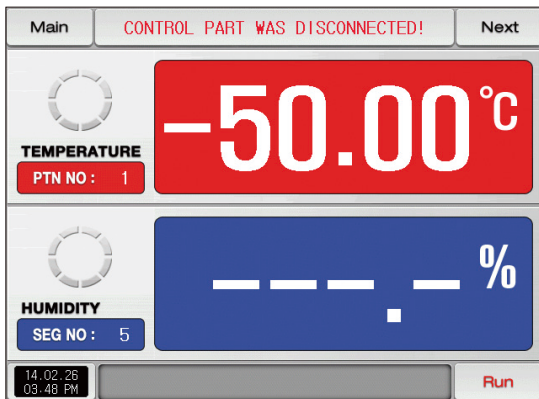 Main
CONTROL PART WAS DISCONNECTED!
Next
-50.00 °C
TEMPERATURE
PTN NO : 1
---.- %
HUMIDITY
SEG NO : 5
14.02.26
03:48 PM
Run